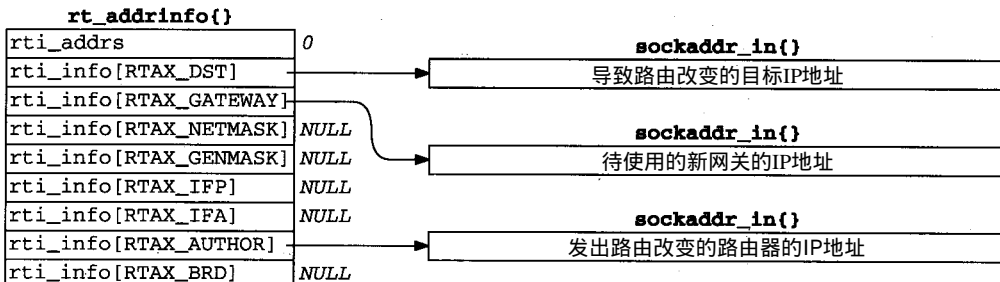 rt_addrinfo{}
rti_addrs 0
rti_info[RTAX_DST]
rti_info[RTAX_GATEWAY]
rti_info[RTAX_NETMASK] NULL
rti_info[RTAX_GENMASK] NULL
rti_info[RTAX_IFP] NULL
rti_info[RTAX_IFA] NULL
rti_info[RTAX_AUTHOR]
rti_info[RTAX_BRD] NULL
sockaddr_in{}
导致路由改变的目标IP地址
sockaddr_in{}
待使用的新网关的IP地址
sockaddr_in{}
发出路由改变的路由器的IP地址